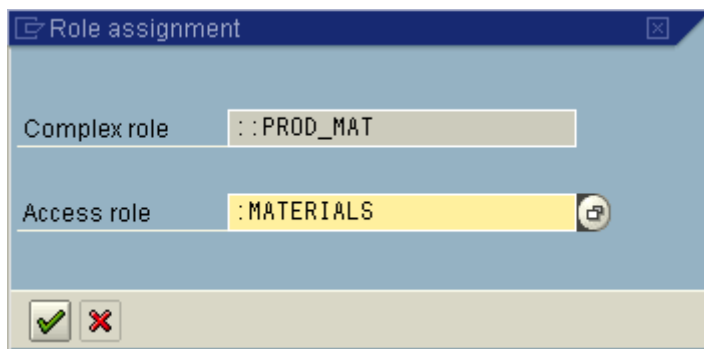 Role assignment
Complex role ::PROD_MAT
Access role :MATERIALS